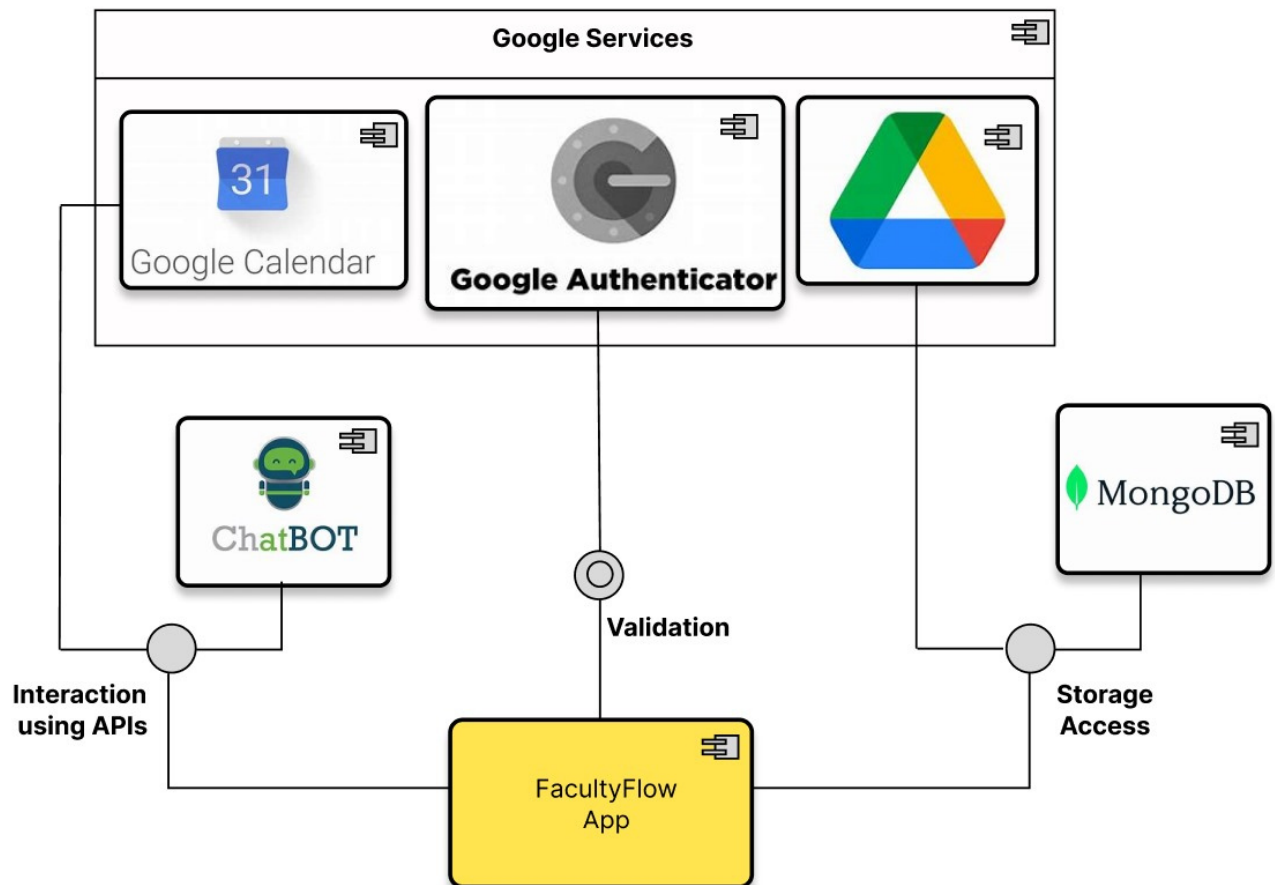 Google Services
31
Google Calendar
Google Authenticator
ChatBOT
MongoDB
Validation
Interaction
using APIs
Storage
Access
FacultyFlow
App